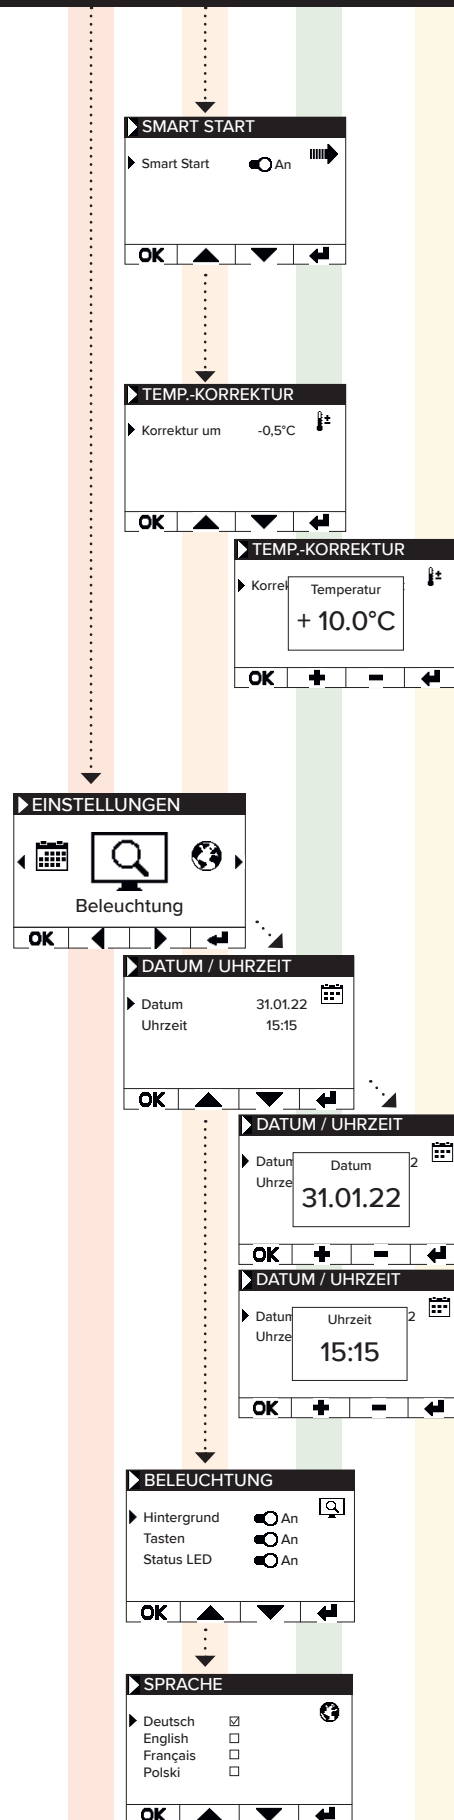 SMART START
Smart Start An
OK
TEMP.-KORREKTUR
Korrektur um -0,5°C
OK
TEMP.-KORREKTUR
Korrek
Temperatur
+ 10.0°C
OK
EINSTELLUNGEN
Beleuchtung
OK
DATUM / UHRZEIT
Datum 31.01.22
Uhrzeit 15:15
OK
DATUM / UHRZEIT
Datum 2
Uhrze
Datum
31.01.22
OK
DATUM / UHRZEIT
Datum 2
Uhrze
Uhrzeit
15:15
OK
BELEUCHTUNG
Hintergrund An
Tasten An
Status LED An
OK
SPRACHE
Deutsch
English
Français
Polski
OK